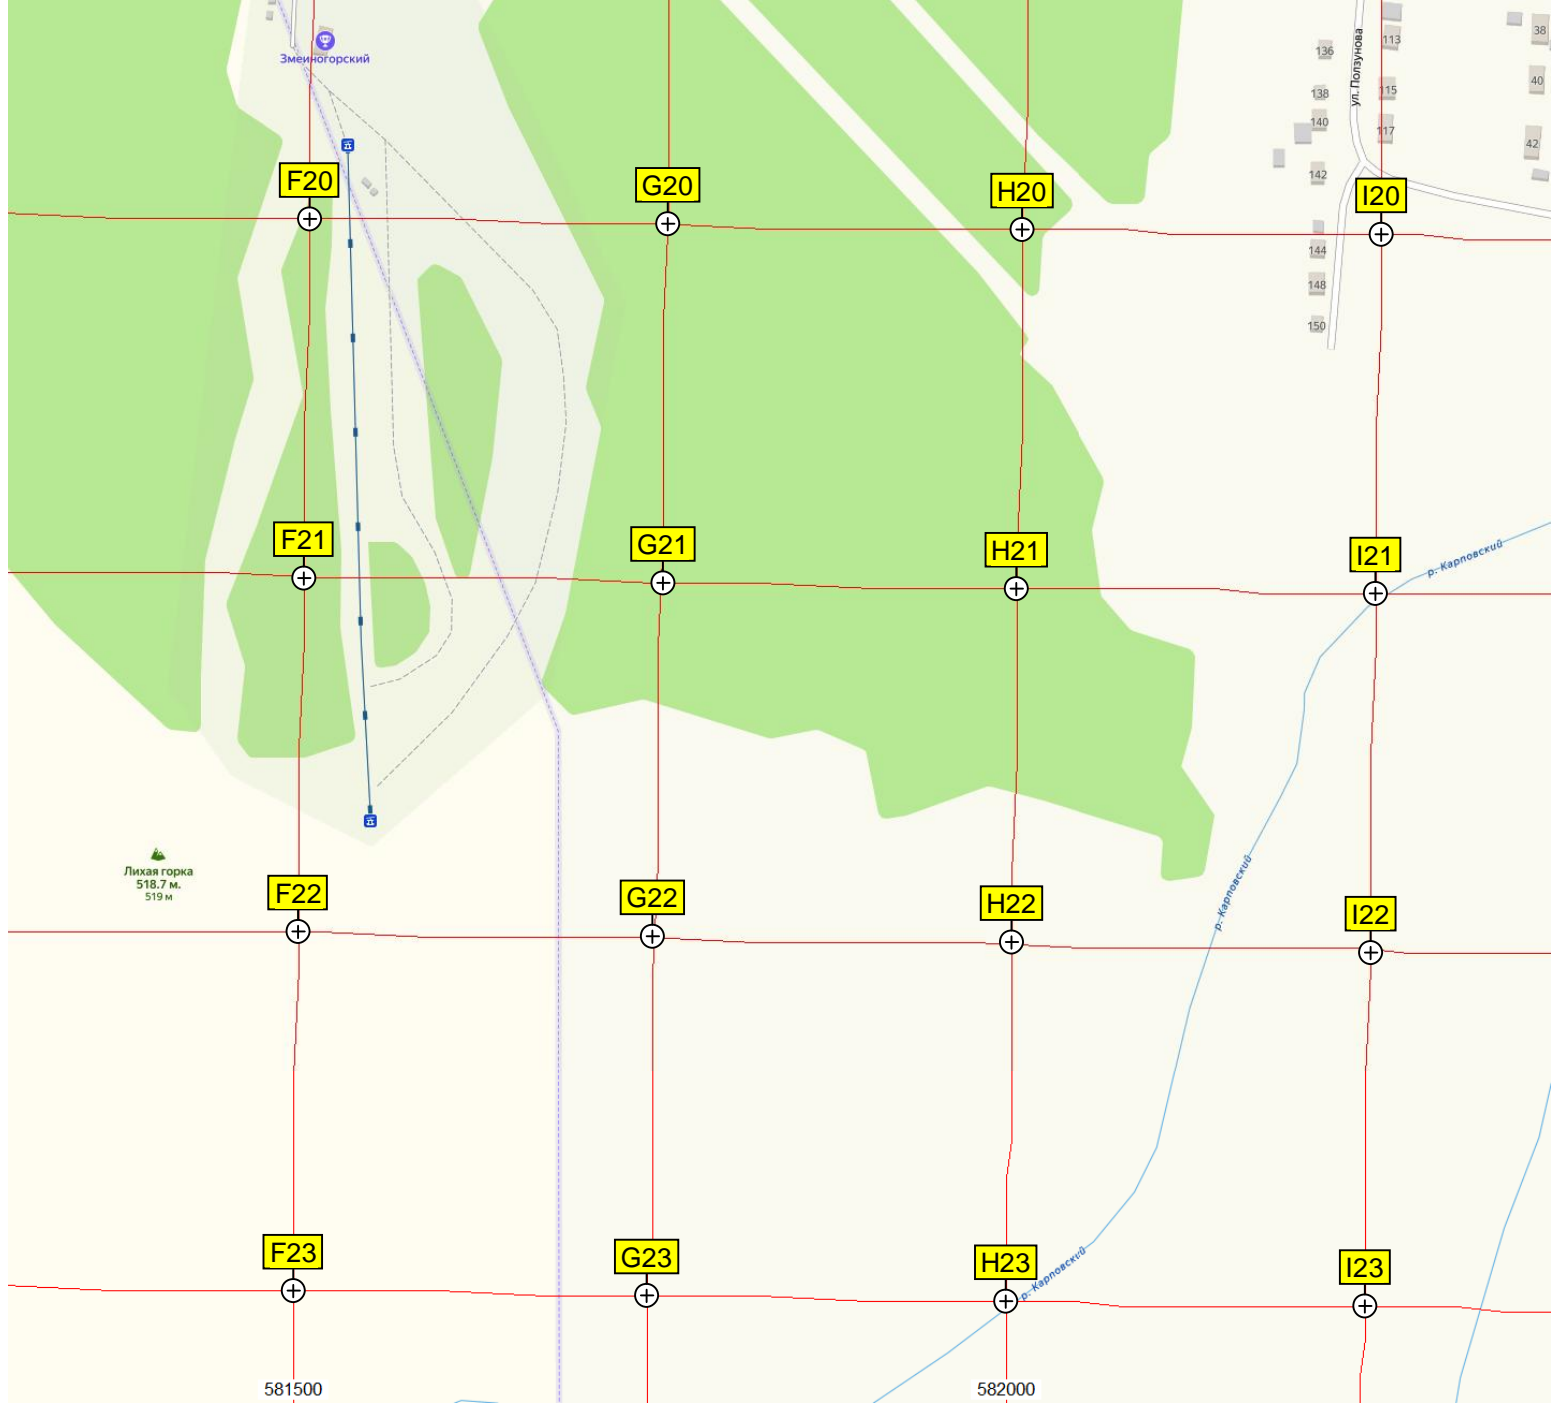 Змеиногорский
ул. Ползунова
113
38
136
40
138
115
140
117
42
142
F20
G20
H20
I20
144
148
150
F21
G21
H21
I21
р. Карповский
Лихая горка
518.7 м.
519 м
р. Карповский
F22
G22
H22
I22
F23
G23
H23
I23
р. Карповский
581500
582000